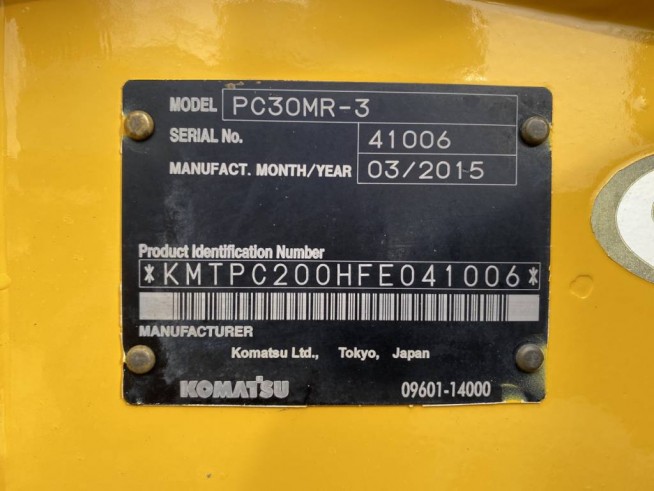 MODEL PC30MR-3
SERIAL No. 41006
MANUFACT. MONTH/YEAR 03/2015
Product Identification Number
*KMTPC200HFE041006*
MANUFACTURER
Komatsu Ltd., Tokyo, Japan
KOMATSU 09601-14000